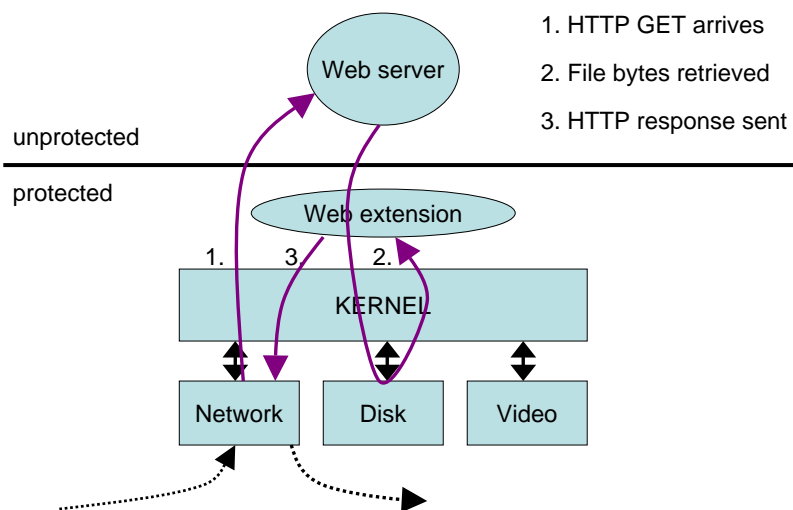 1. HTTP GET arrives
Web server
2. File bytes retrieved
3. HTTP response sent
unprotected
protected
Web extension
1.
3.
2.
KERNEL
Network
Disk
Video